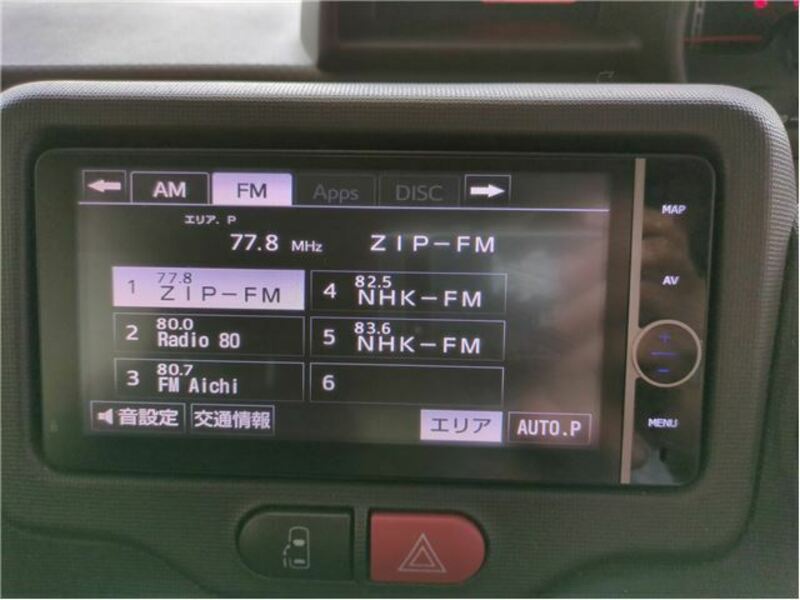 AM FM Apps DISC
エリア. P
77.8 MHz ZIP-FM
1 77.8 ZIP-FM
2 80.0 Radio 80
3 80.7 FM Aichi
4 82.5 NHK-FM
5 83.6 NHK-FM
6
音設定 交通情報 エリア AUTO.P
MAP
AV
+
-
MENU